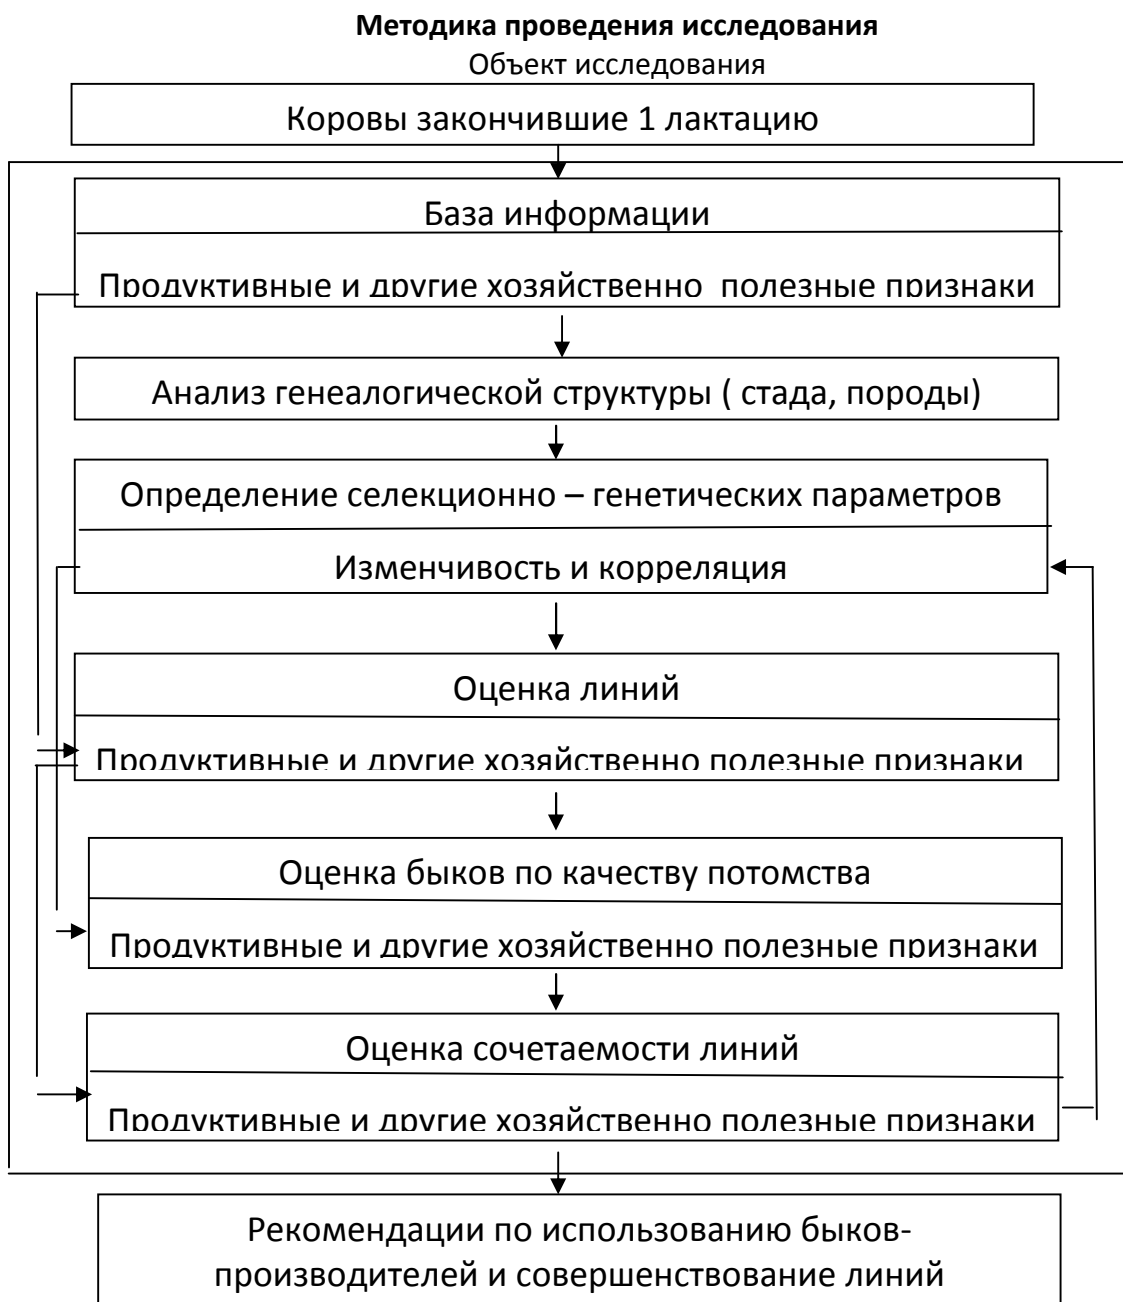 Методика проведения исследования
Объект исследования
Коровы закончившие 1 лактацию
База информации
Продуктивные и другие хозяйственно полезные признаки
Анализ генеалогической структуры ( стада, породы)
Определение селекционно – генетических параметров
Изменчивость и корреляция
Оценка линий
Продуктивные и другие хозяйственно полезные признаки
Оценка быков по качеству потомства
Продуктивные и другие хозяйственно полезные признаки
Оценка сочетаемости линий
Продуктивные и другие хозяйственно полезные признаки
Рекомендации по использованию быков-
производителей и совершенствование линий